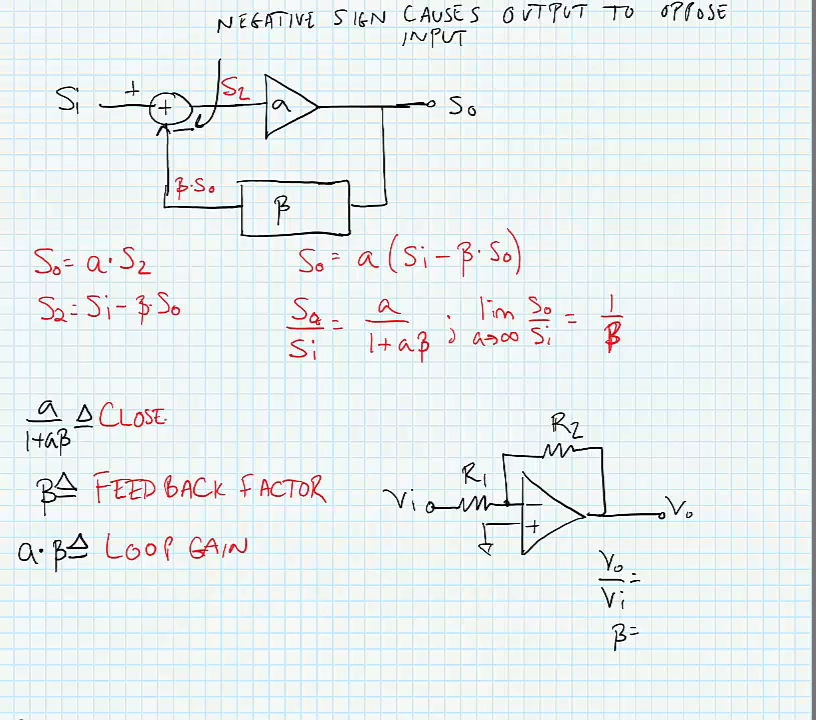 NEGATIVE SIGN CAUSES OUTPUT TO OPPOSE
INPUT
Si + + S2 a So
−
β·So
β
So= a·S2
S2= Si−β·So
So= a(Si−β·So)
So/Si = a/(1+aβ) ; lim a→∞ So/Si = 1/β
a/(1+aβ) ≜ CLOSE
β≜ FEEDBACK FACTOR
a·β≜ LOOP GAIN
R2
R1
Vi
−
+
Vo
Vo/Vi =
β=